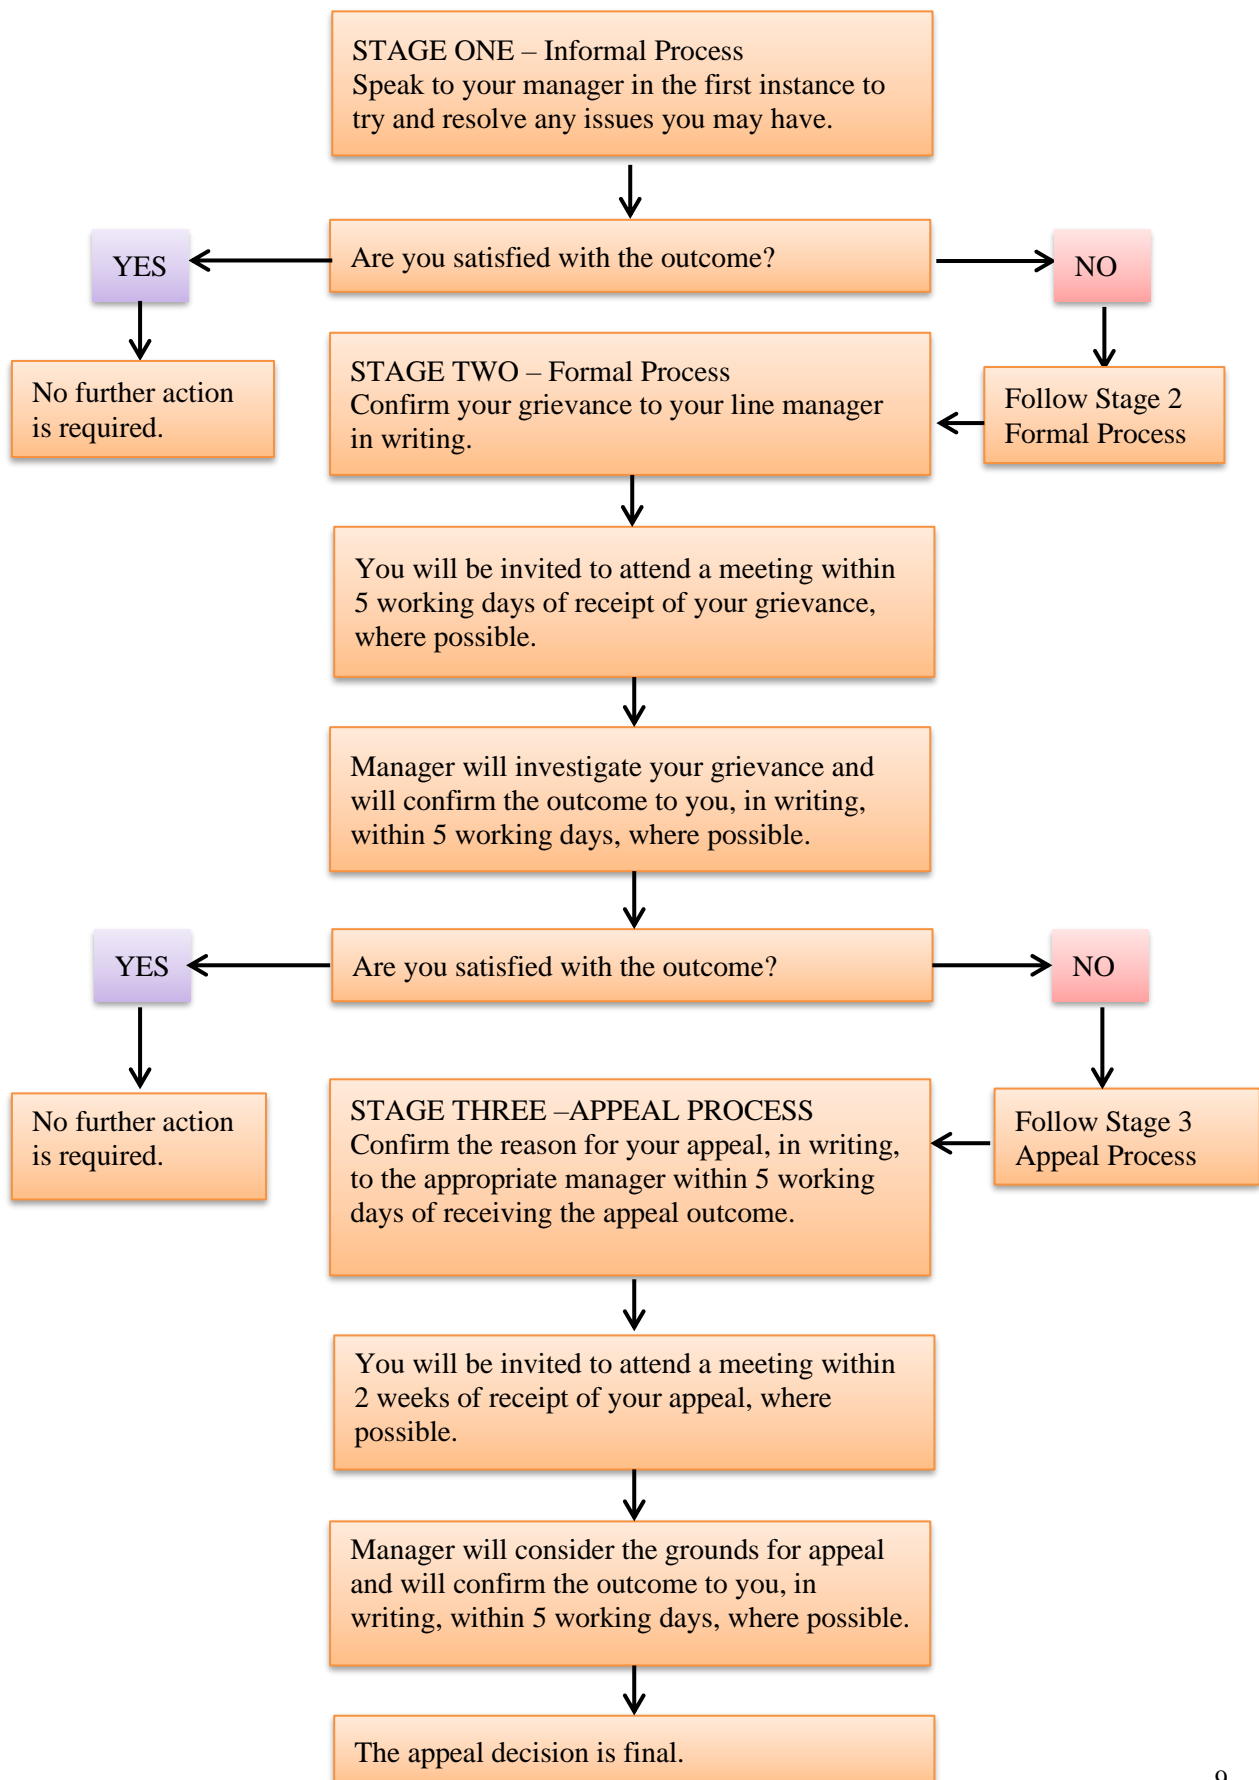 STAGE ONE – Informal Process
Speak to your manager in the first instance to
try and resolve any issues you may have.
YES
Are you satisfied with the outcome?
NO
No further action
is required.
STAGE TWO – Formal Process
Confirm your grievance to your line manager
in writing.
Follow Stage 2
Formal Process
You will be invited to attend a meeting within
5 working days of receipt of your grievance,
where possible.
Manager will investigate your grievance and
will confirm the outcome to you, in writing,
within 5 working days, where possible.
YES
Are you satisfied with the outcome?
NO
No further action
is required.
STAGE THREE –APPEAL PROCESS
Confirm the reason for your appeal, in writing,
to the appropriate manager within 5 working
days of receiving the appeal outcome.
Follow Stage 3
Appeal Process
You will be invited to attend a meeting within
2 weeks of receipt of your appeal, where
possible.
Manager will consider the grounds for appeal
and will confirm the outcome to you, in
writing, within 5 working days, where possible.
The appeal decision is final.
9